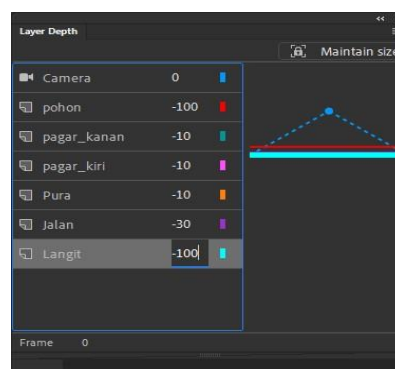 Layer Depth
Maintain size
Camera 0
pohon -100
pagar_kanan -10
pagar_kiri -10
Pura -10
Jalan -30
Langit -100
Frame 0